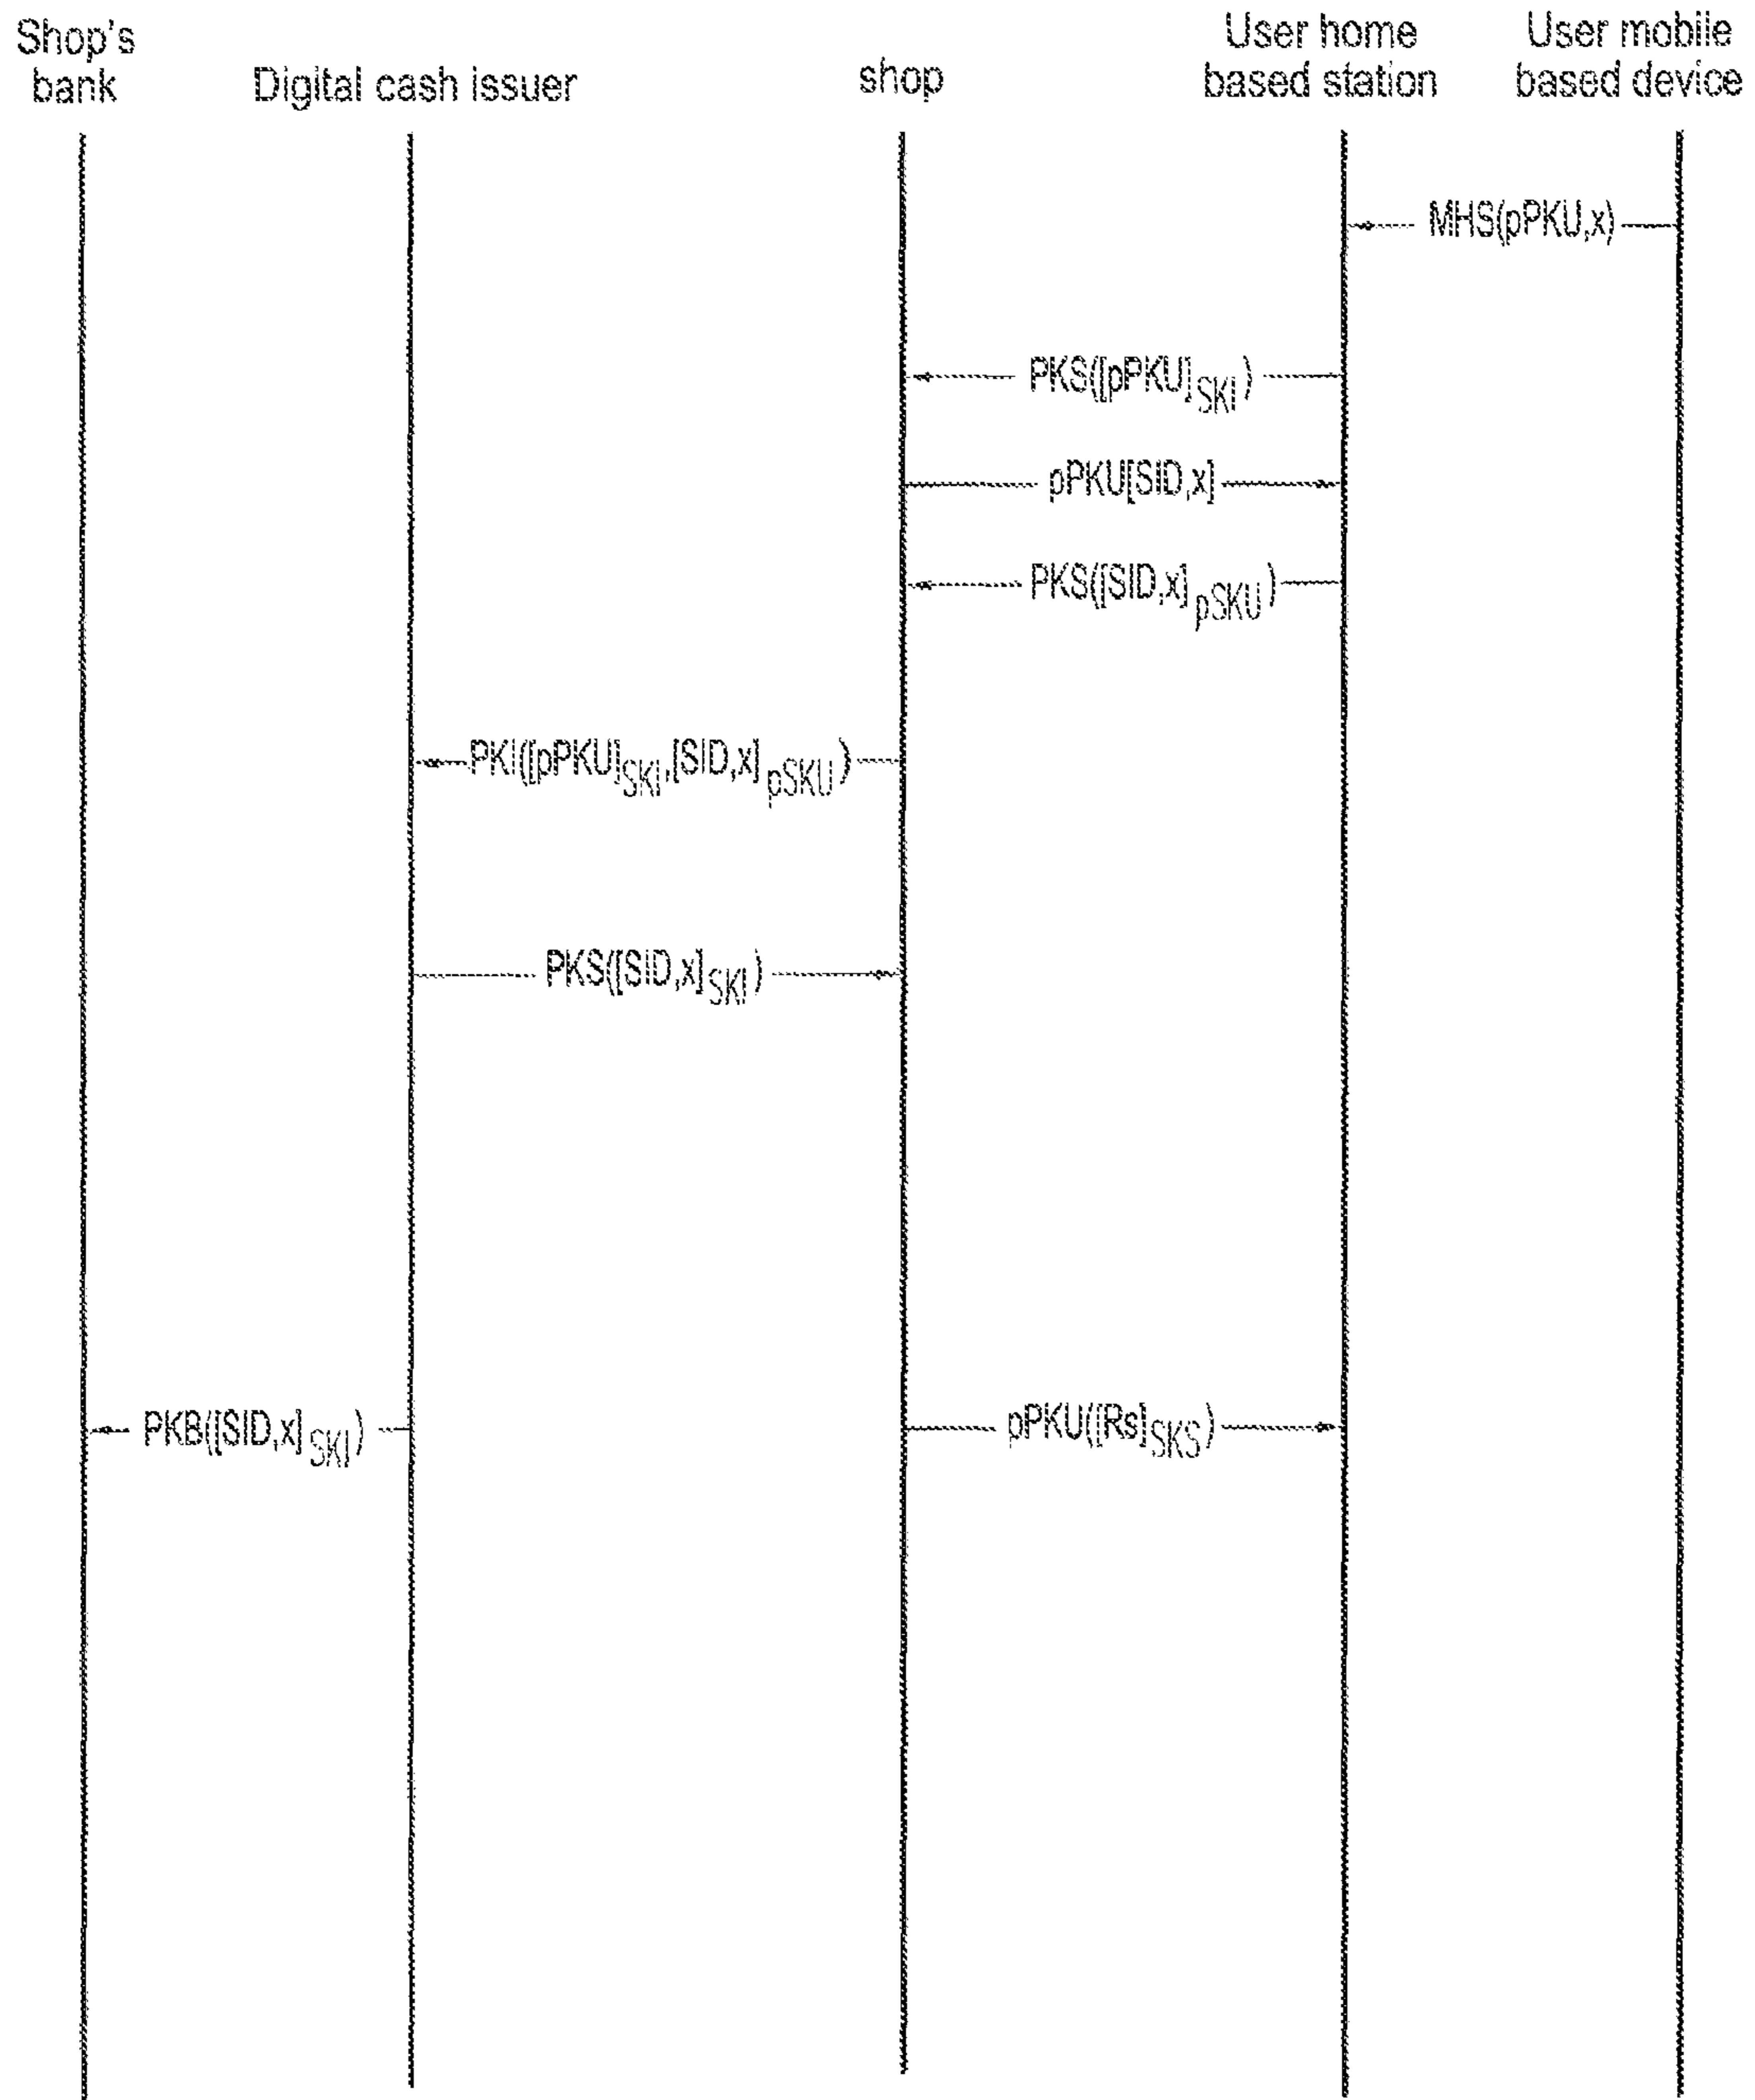 Shop's
bank
Digital cash issuer
shop
User home
based station
User mobile
based device
MHS(pPKU,x)
PKS([pPKU]SKI)
pPKU[SID,x]
PKS([SID,x]pSKU)
PKI([pPKU]SKI,[SID,x]pSKU)
PKS([SID,x]SKI)
PKB([SID,x]SKI)
pPKU([Rs]SKS)